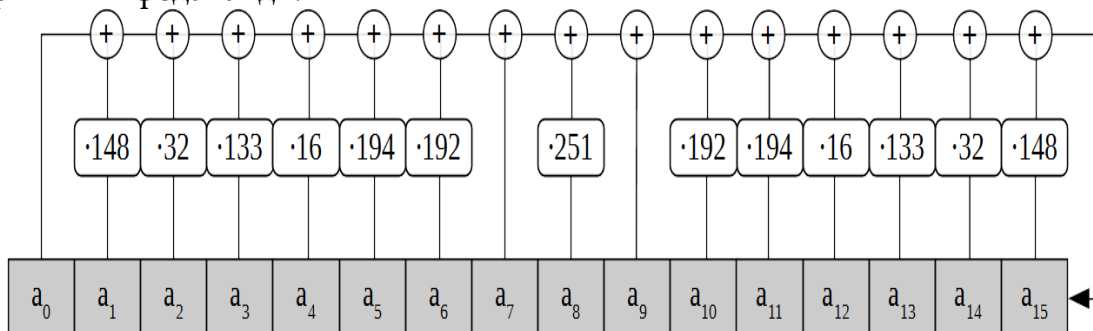 + + + + + + + + + + + + + + +
·148 ·32 ·133 ·16 ·194 ·192 ·251 ·192 ·194 ·16 ·133 ·32 ·148
a₀ a₁ a₂ a₃ a₄ a₅ a₆ a₇ a₈ a₉ a₁₀ a₁₁ a₁₂ a₁₃ a₁₄ a₁₅